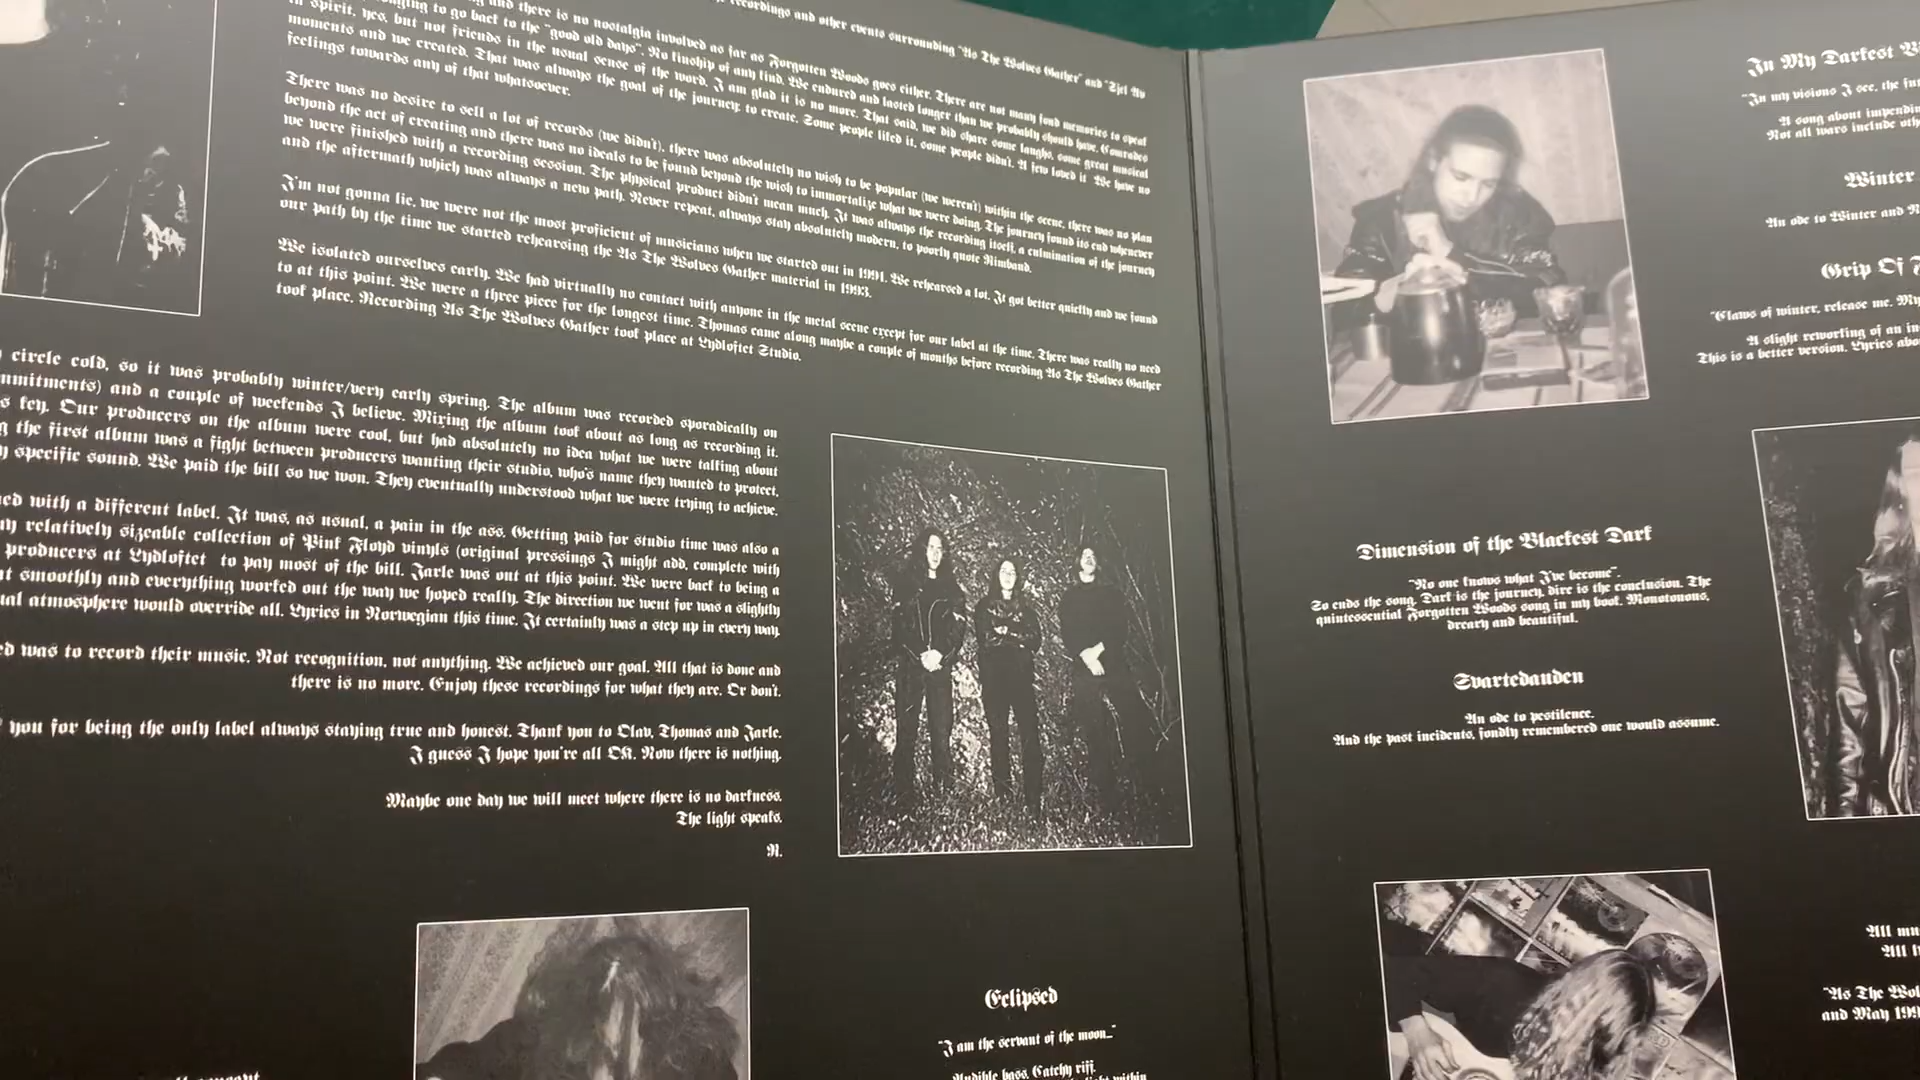 recordings and other events surrounding "As The Wolves Gather" and "Sjel Av
and there is no nostalgia involved as far as Forgotten Woods goes either. There are not many fond memories to speak
to go back to the "good old days". No kinship of any kind. We endured and lasted longer than we probably should have. Comrades
in spirit, yes, but not friends in the usual sense of the word. I am glad it is no more. That said, we did share some laughs, some great musical
moments and we created. That was always the goal of the journey: to create. Some people liked it, some people didn't. A few loved it. We have no
feelings towards any of that whatsoever.
There was no desire to sell a lot of records (we didn't), there was absolutely no wish to be popular (we weren't) within the scene, there was no plan
beyond the act of creating and there was no ideals to be found beyond the wish to immortalize what we were doing. The journey found its end whenever
we were finished with a recording session. The physical product didn't mean much. It was always the recording itself, a culmination of the journey
and the aftermath which was always a new path. Never repeat, always stay absolutely modern, to poorly quote Rimbaud.
I'm not gonna lie, we were not the most proficient of musicians when we started out in 1991. We rehearsed a lot. It got better quietly and we found
our path by the time we started rehearsing the As The Wolves Gather material in 1993.
We isolated ourselves early. We had virtually no contact with anyone in the metal scene except for our label at the time. There was really no need
to at this point. We were a three piece for the longest time. Thomas came along maybe a couple of months before recording As The Wolves Gather
took place. Recording As The Wolves Gather took place at Lydloftet Studio.
circle cold, so it was probably winter/very early spring. The album was recorded sporadically on
mmitments) and a couple of weekends I believe. Mixing the album took about as long as recording it.
s key. Our producers on the album were cool, but had absolutely no idea what we were talking about
g the first album was a fight between producers wanting their studio, who's name they wanted to protect,
y specific sound. We paid the bill so we won. They eventually understood what we were trying to achieve.
ed with a different label. It was, as usual, a pain in the ass. Getting paid for studio time was also a
my relatively sizeable collection of Pink Floyd vinyls (original pressings I might add, complete with
producers at Lydloftet to pay most of the bill. Jarle was out at this point. We were back to being a
nt smoothly and everything worked out the way we hoped really. The direction we went for was a slightly
ual atmosphere would override all. Lyrics in Norwegian this time. It certainly was a step up in every way.
ed was to record their music. Not recognition, not anything. We achieved our goal. All that is done and
there is no more. Enjoy these recordings for what they are. Or don't.
you for being the only label always staying true and honest. Thank you to Olav, Thomas and Jarle.
I guess I hope you're all OK. Now there is nothing.
Maybe one day we will meet where there is no darkness.
The light speaks.
R.
Eclipsed
"I am the servant of the moon..."
Audible bass. Catchy riff.
light within
In My Darkest
"In my visions I see, the
A song about impendin
Not all wars include oth
Winter
An ode to Winter and N
Grip Of
"Claws of winter, release me. My
A slight reworking of an
This is a better version. Lyrics abo
Dimension of the Blackest Dark
"No one knows what I've become".
So ends the song. Dark is the journey, dire is the conclusion. The
quintessential Forgotten Woods song in my book. Monotonous,
dreary and beautiful.
Svartedauden
An ode to pestilence.
And the past incidents, fondly remembered one would assume.
All mu
All
"As The Wol
and May 199